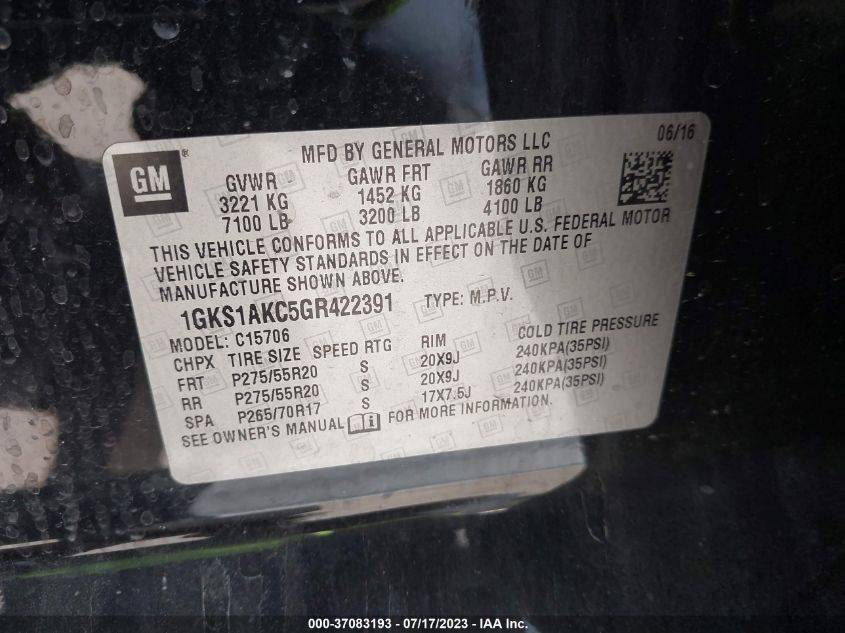 GM ®
MFD BY GENERAL MOTORS LLC
06/16
GVWR GAWR FRT GAWR RR
3221 KG 1452 KG 1860 KG
7100 LB 3200 LB 4100 LB
THIS VEHICLE CONFORMS TO ALL APPLICABLE U.S. FEDERAL MOTOR
VEHICLE SAFETY STANDARDS IN EFFECT ON THE DATE OF
MANUFACTURE SHOWN ABOVE.
1GKS1AKC5GR422391 TYPE: M.P.V.
MODEL: C15706
CHPX TIRE SIZE SPEED RTG RIM COLD TIRE PRESSURE
FRT P275/55R20 S 20X9J 240KPA(35PSI)
RR P275/55R20 S 20X9J 240KPA(35PSI)
SPA P265/70R17 S 17X7.5J 240KPA(35PSI)
SEE OWNER'S MANUAL i FOR MORE INFORMATION.
000-37083193 - 07/17/2023 - IAA Inc.